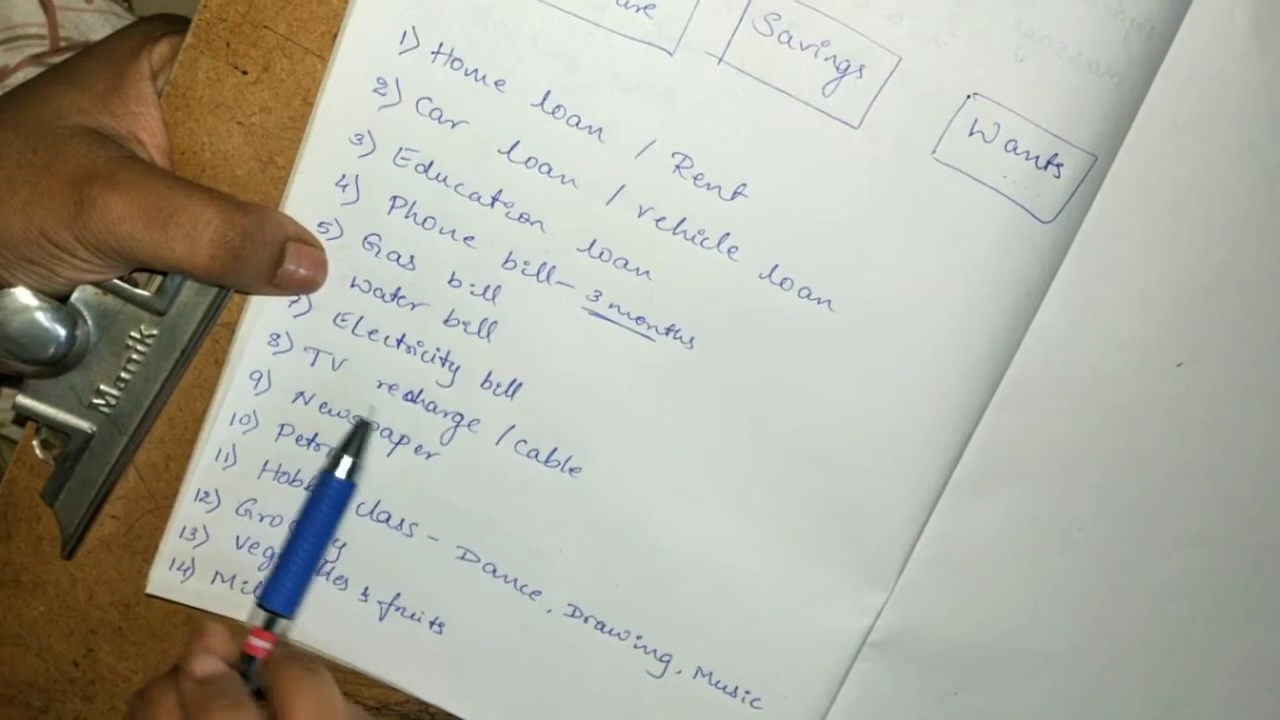 Savings
Wants
1) Home loan / Rent
2) Car loan / vehicle loan
3) Education loan
4) Phone bill - 3 months
5) Gas bill
Water bill
7) Electricity bill
8) TV recharge / cable
9) Newspaper
10)
11) class - Dance, Drawing, Music
12)
13) & fruits
14)
Manik